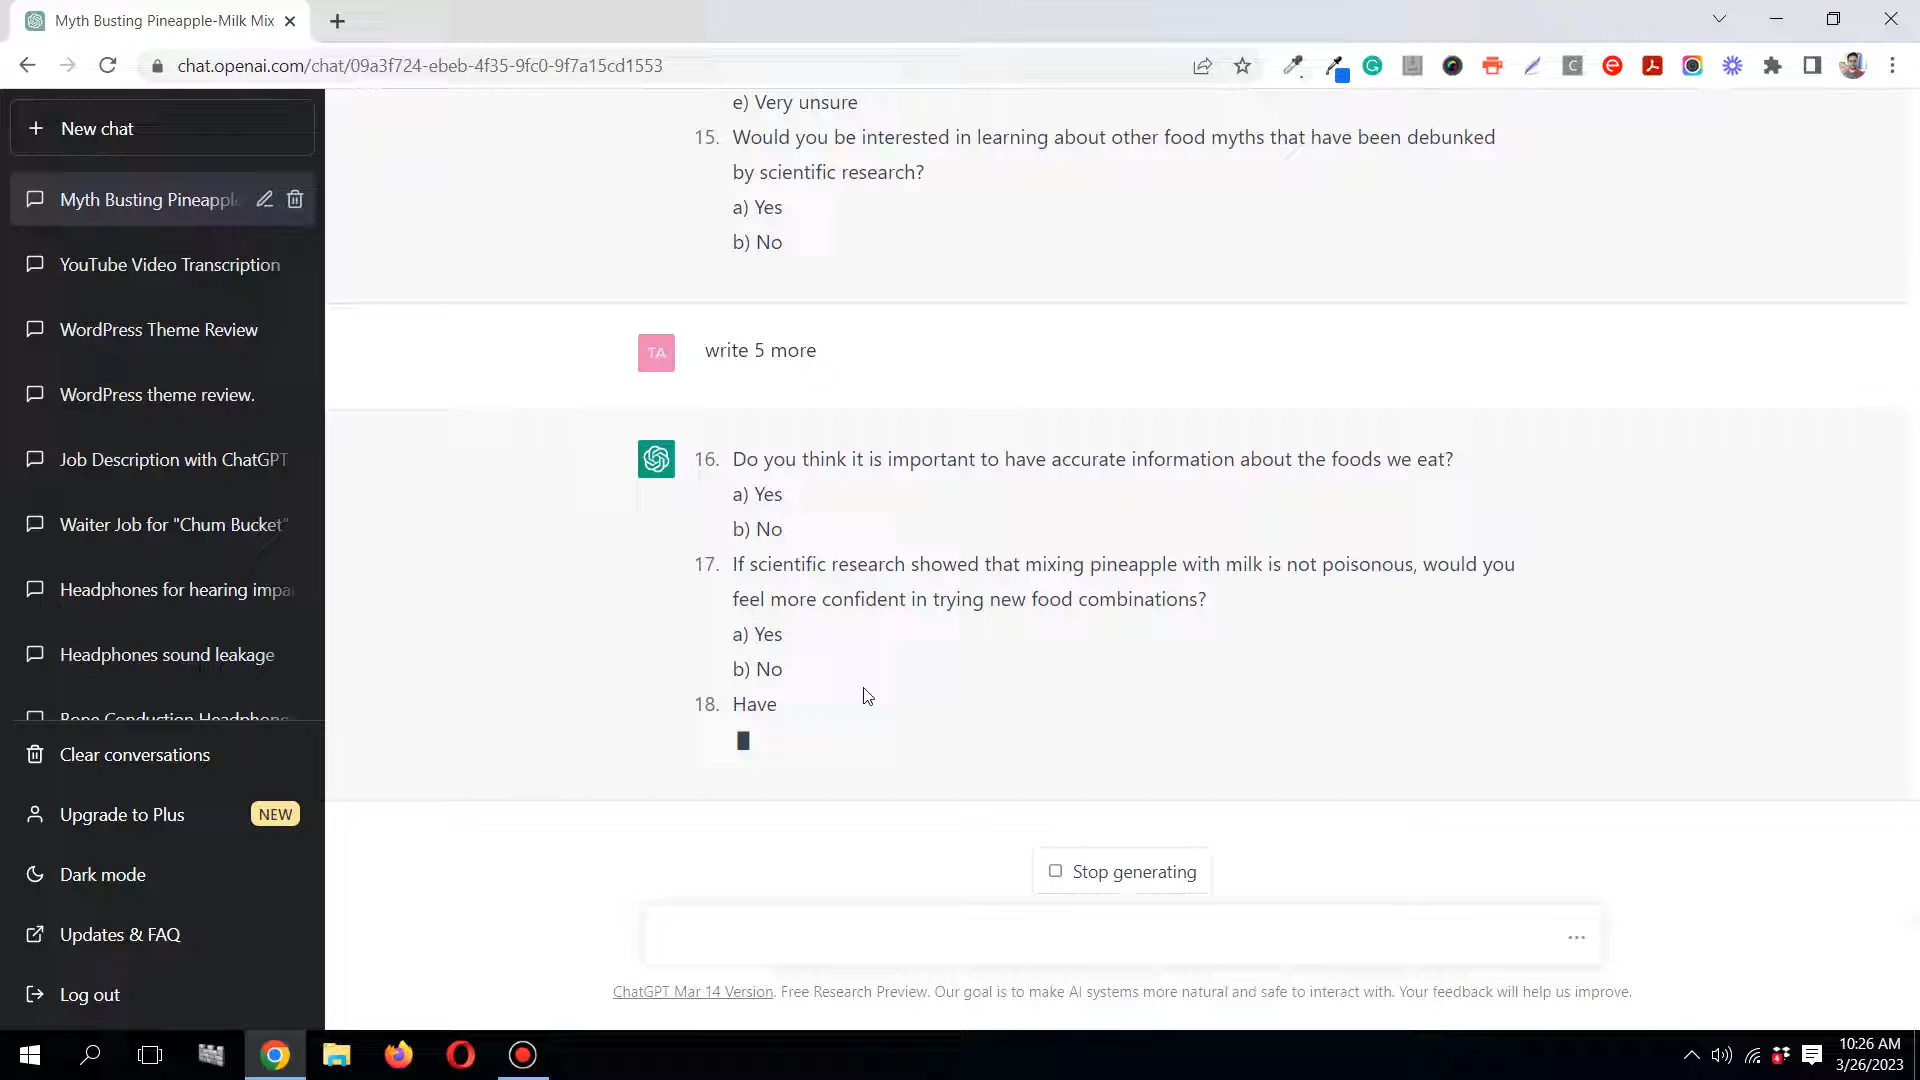 Myth Busting Pineapple-Milk Mix
chat.openai.com/chat/09a3f724-ebeb-4f35-9fc0-9f7a15cd1553
New chat
Myth Busting Pineapple
YouTube Video Transcription
WordPress Theme Review
WordPress theme review.
Job Description with ChatGPT
Waiter Job for "Chum Bucket"
Headphones for hearing impa
Headphones sound leakage
Bone Conduction Headphone
Clear conversations
Upgrade to Plus NEW
Dark mode
Updates & FAQ
Log out
e) Very unsure
15. Would you be interested in learning about other food myths that have been debunked
by scientific research?
a) Yes
b) No
TA write 5 more
16. Do you think it is important to have accurate information about the foods we eat?
a) Yes
b) No
17. If scientific research showed that mixing pineapple with milk is not poisonous, would you
feel more confident in trying new food combinations?
a) Yes
b) No
18. Have
Stop generating
ChatGPT Mar 14 Version. Free Research Preview. Our goal is to make AI systems more natural and safe to interact with. Your feedback will help us improve.
10:26 AM
3/26/2023